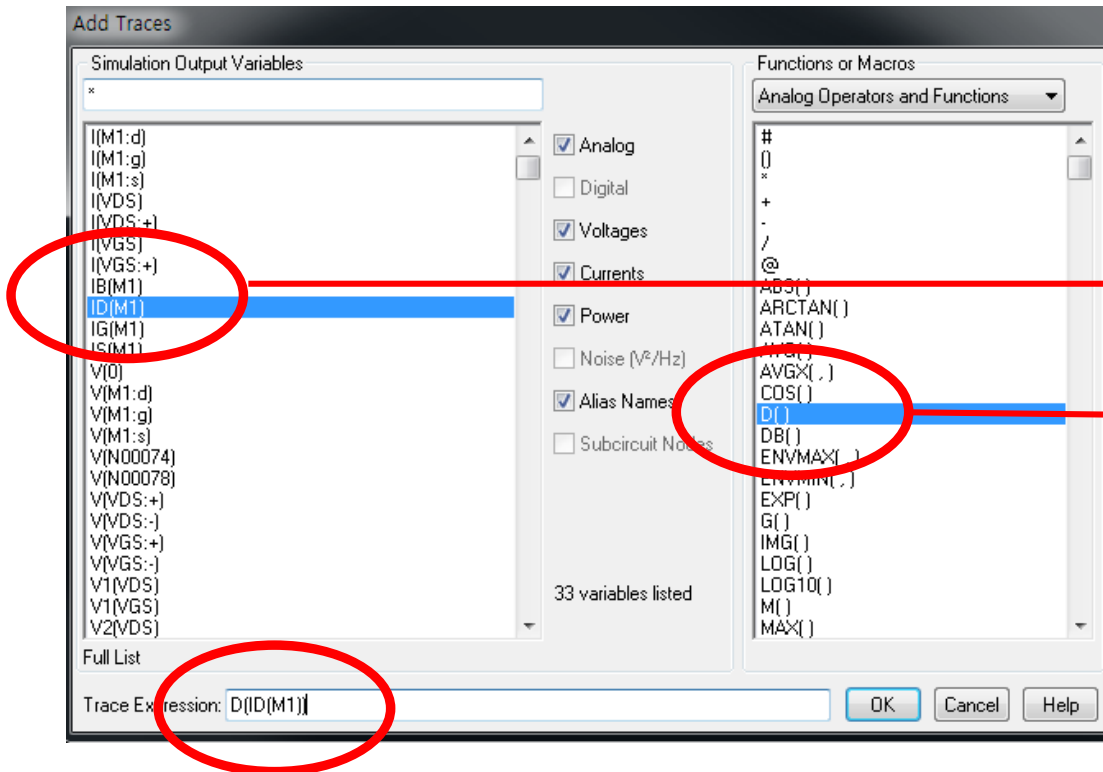 Add Traces
Simulation Output Variables
*
I(M1:d)
I(M1:g)
I(M1:s)
I(VDS)
I(VDS:+)
I(VGS)
I(VGS:+)
IB(M1)
ID(M1)
IG(M1)
IS(M1)
V(0)
V(M1:d)
V(M1:g)
V(M1:s)
V(N00074)
V(N00078)
V(VDS:+)
V(VDS:-)
V(VGS:+)
V(VGS:-)
V1(VDS)
V1(VGS)
V2(VDS)
Full List
Analog
Digital
Voltages
Currents
Power
Noise (V²/Hz)
Alias Names
Subcircuit Nodes
33 variables listed
Functions or Macros
Analog Operators and Functions
#
()
*
+
-
/
@
ABS( )
ARCTAN( )
ATAN( )
AVG( )
AVGX( , )
COS( )
D( )
DB( )
ENVMAX( , )
ENVMIN( , )
EXP( )
G( )
IMG( )
LOG( )
LOG10( )
M( )
MAX( )
Trace Expression: D(ID(M1))
OK
Cancel
Help